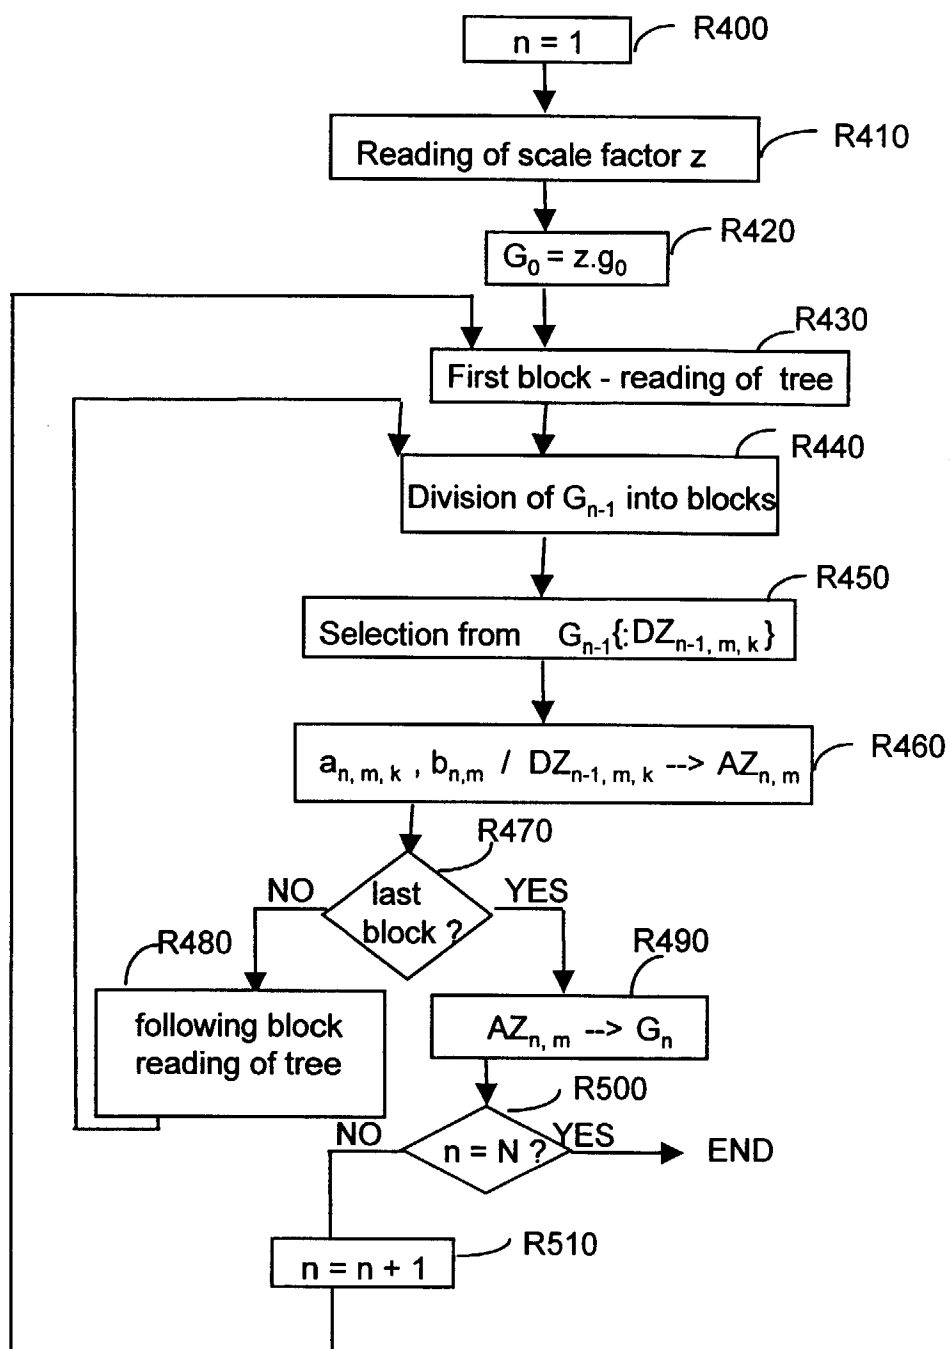 n = 1
R400
Reading of scale factor z
R410
G₀ = z.g₀
R420
R430
First block - reading of tree
R440
Division of Gₙ₋₁ into blocks
R450
Selection from Gₙ₋₁{:DZₙ₋₁, ₘ, ₖ}
R460
aₙ, ₘ, ₖ , bₙ,ₘ / DZₙ₋₁, ₘ, ₖ --> AZₙ, ₘ
R470
NO
last
block ?
YES
R480
following block
reading of tree
R490
AZₙ, ₘ --> Gₙ
R500
NO
n = N ?
YES
END
R510
n = n + 1